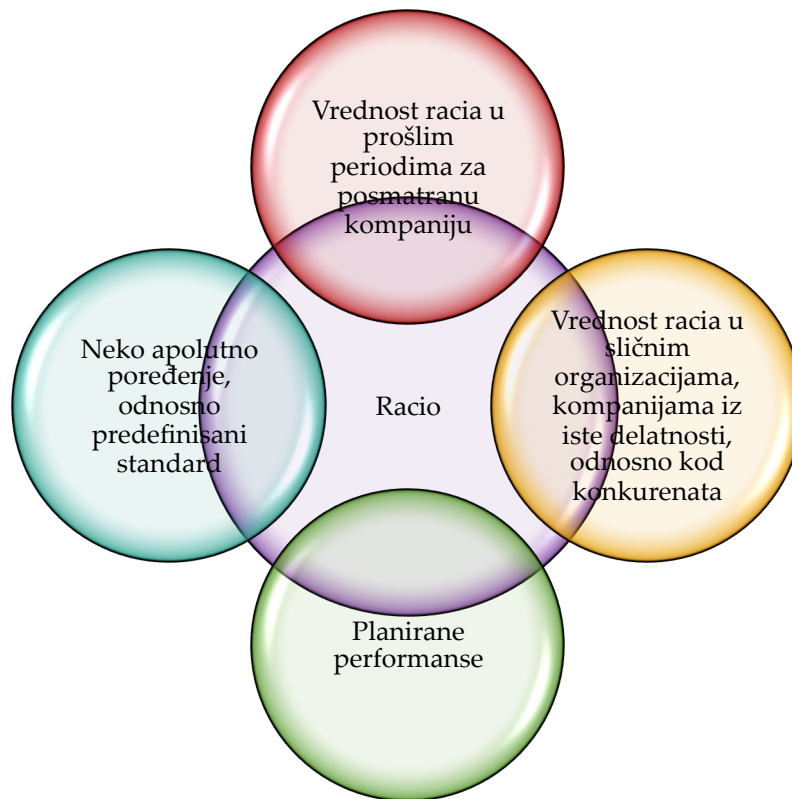 Vrednost racia u
prošlim
periodima za
posmatranu
kompaniju
Neko apolutno
poređenje,
odnosno
predefinisani
standard
Racio
Vrednost racia u
sličnim
organizacijama,
kompanijama iz
iste delatnosti,
odnosno kod
konkurenata
Planirane
performanse